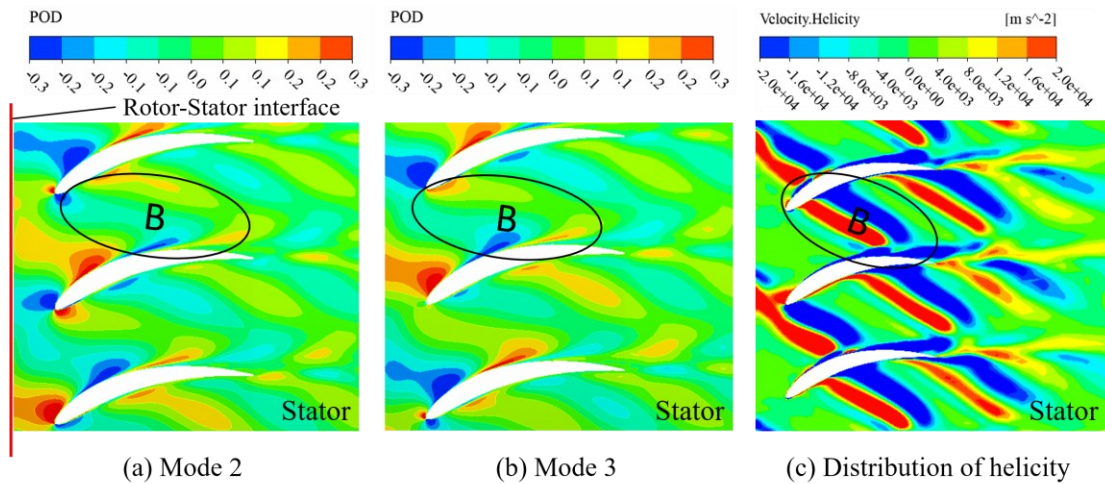 POD
-0.3 -0.2 -0.2 -0.1 -0.1 0.0 0.1 0.1 0.2 0.2 0.3
Rotor-Stator interface
B
Stator
(a) Mode 2
POD
-0.3 -0.2 -0.2 -0.1 -0.1 0.0 0.1 0.1 0.2 0.2 0.3
B
Stator
(b) Mode 3
Velocity.Helicity [m s^-2]
-2.0e+04 -1.6e+04 -1.2e+04 -8.0e+03 -4.0e+03 0.0e+00 4.0e+03 8.0e+03 1.2e+04 1.6e+04 2.0e+04
B
Stator
(c) Distribution of helicity